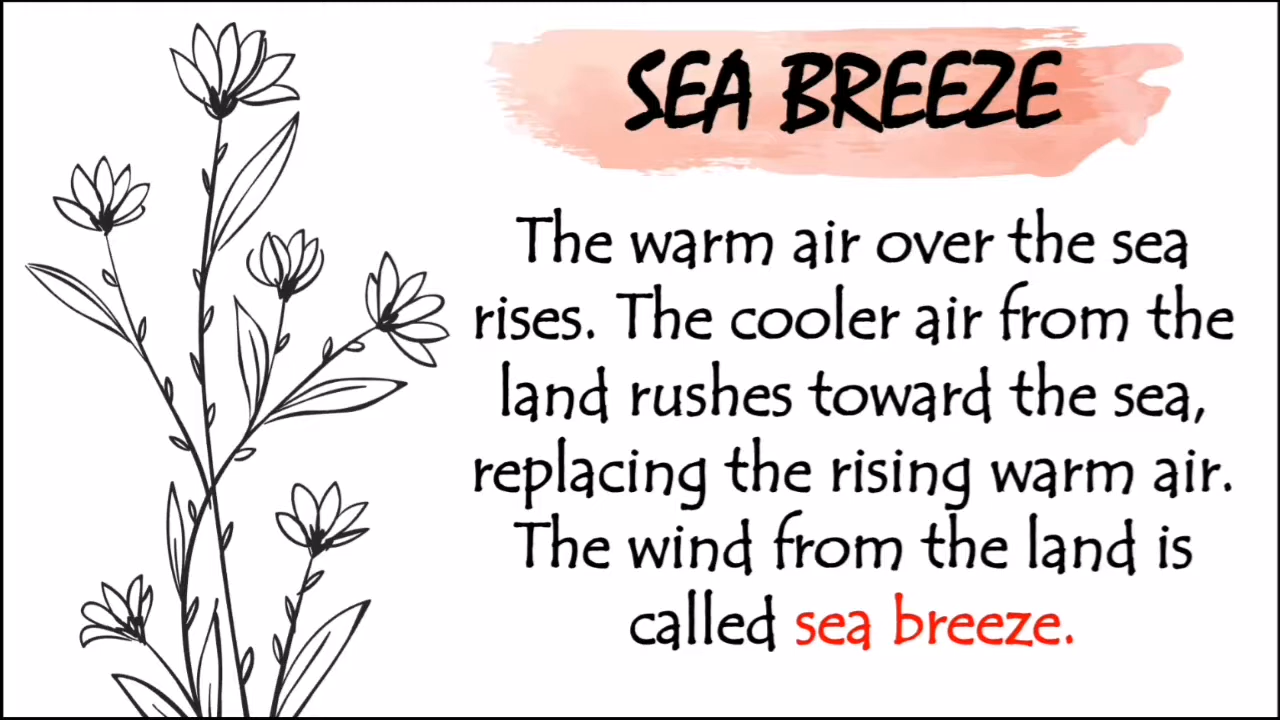 SEA BREEZE
The warm air over the sea
rises. The cooler air from the
land rushes toward the sea,
replacing the rising warm air.
The wind from the land is
called sea breeze.